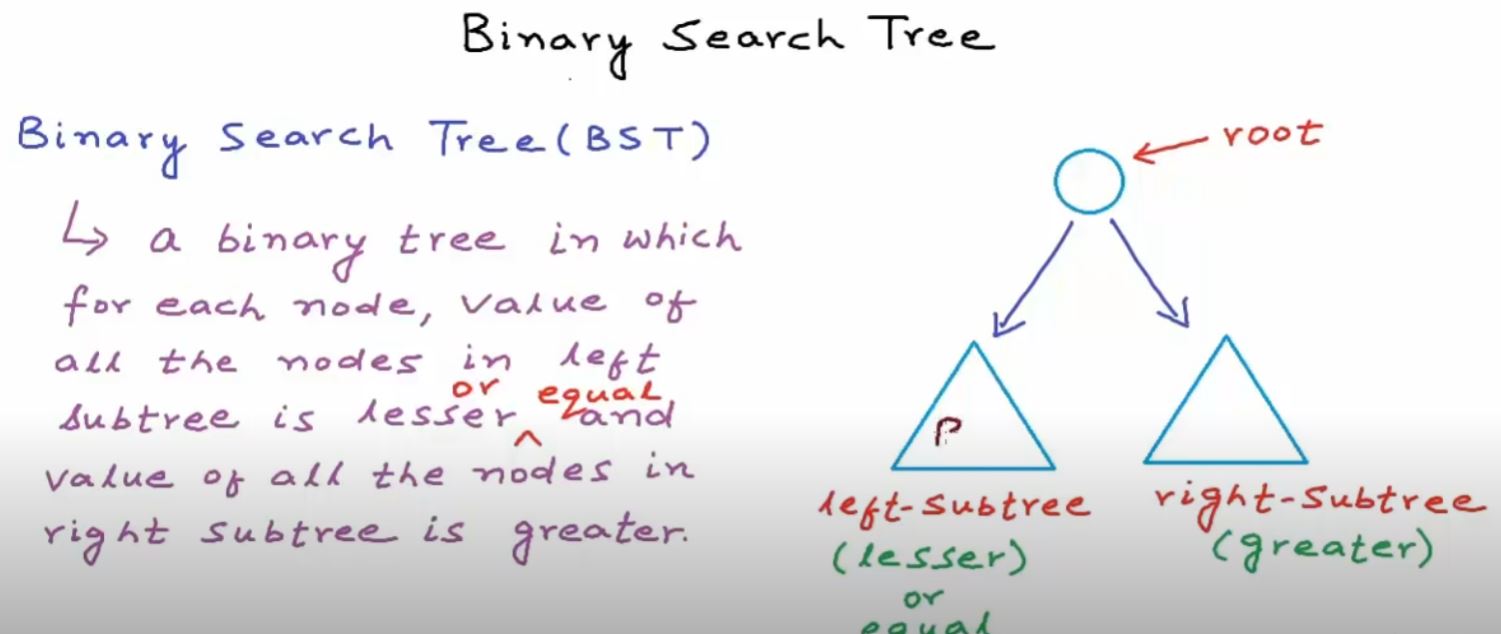 Binary Search Tree
Binary Search Tree (BST)
↳ a binary tree in which
for each node, value of
all the nodes in left
or equal
subtree is lesser ^ and
value of all the nodes in
right subtree is greater.
root
P
left-subtree
(lesser)
or
equal
right-subtree
(greater)